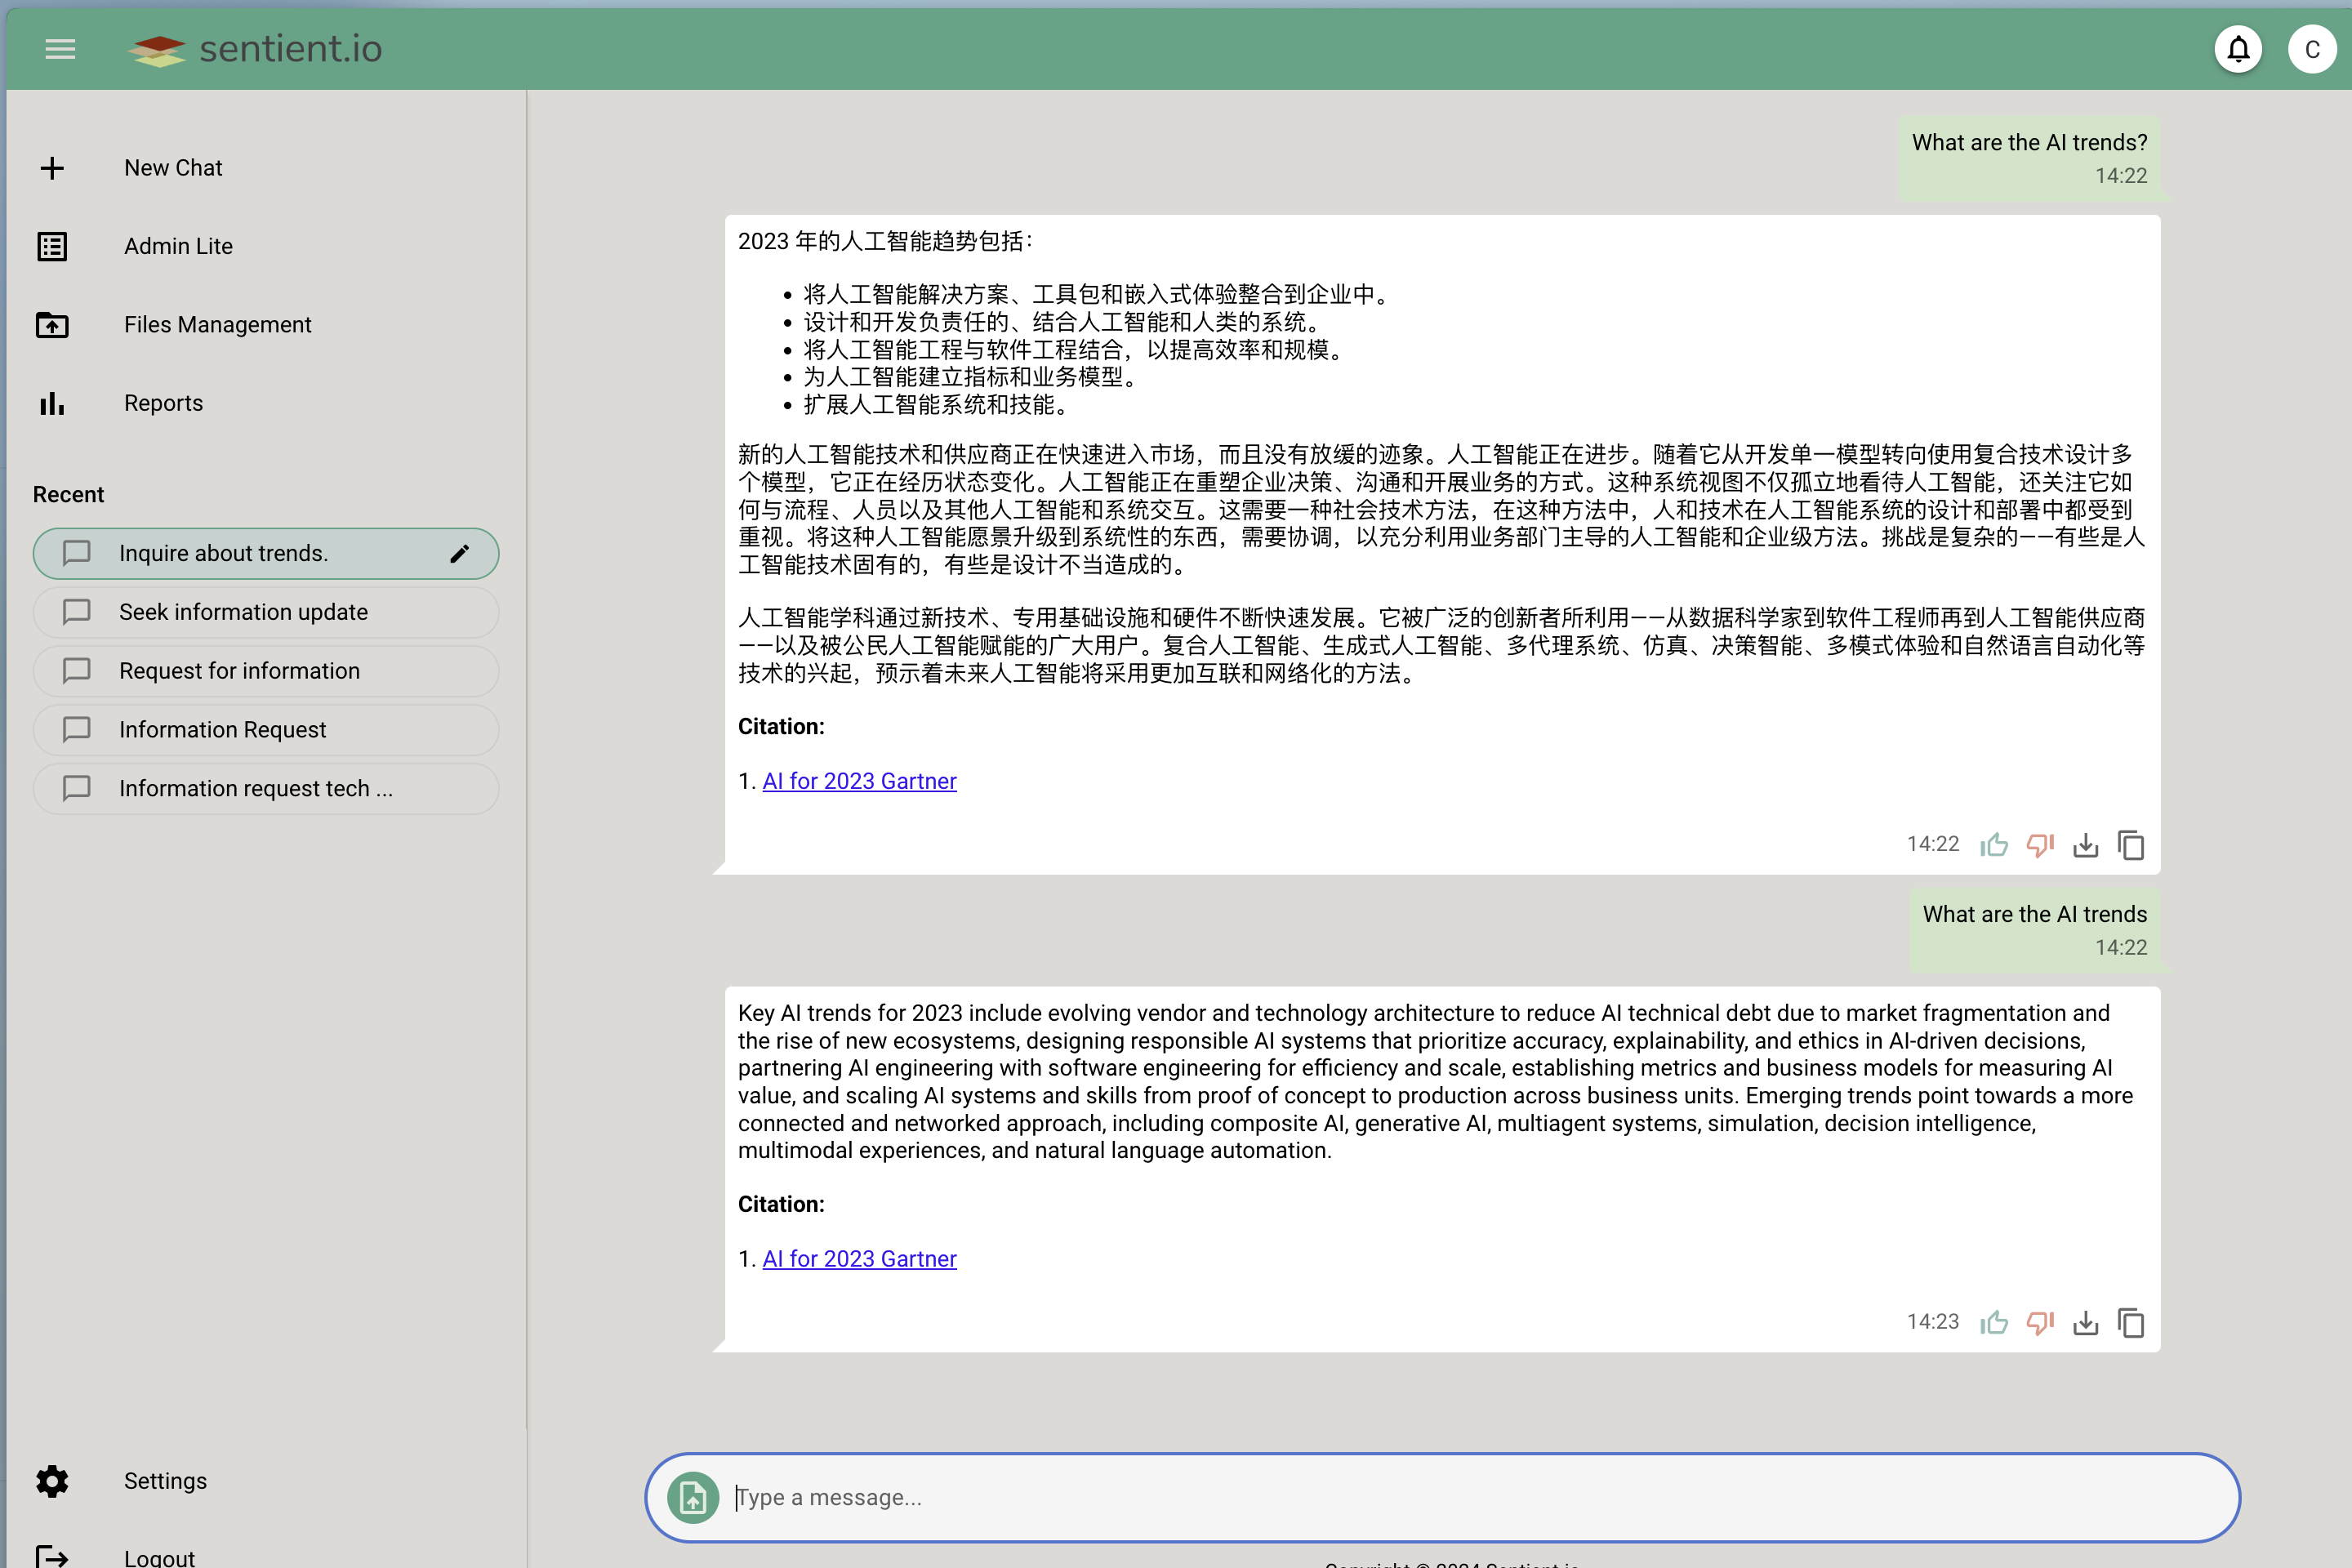 sentient.io
C
New Chat
Admin Lite
Files Management
Reports
Recent
Inquire about trends.
Seek information update
Request for information
Information Request
Information request tech ...
Settings
Logout
What are the AI trends?
14:22
2023 年的人工智能趋势包括：
• 将人工智能解决方案、工具包和嵌入式体验整合到企业中。
• 设计和开发负责任的、结合人工智能和人类的系统。
• 将人工智能工程与软件工程结合，以提高效率和规模。
• 为人工智能建立指标和业务模型。
• 扩展人工智能系统和技能。
新的人工智能技术和供应商正在快速进入市场，而且没有放缓的迹象。人工智能正在进步。随着它从开发单一模型转向使用复合技术设计多
个模型，它正在经历状态变化。人工智能正在重塑企业决策、沟通和开展业务的方式。这种系统视图不仅孤立地看待人工智能，还关注它如
何与流程、人员以及其他人工智能和系统交互。这需要一种社会技术方法，在这种方法中，人和技术在人工智能系统的设计和部署中都受到
重视。将这种人工智能愿景升级到系统性的东西，需要协调，以充分利用业务部门主导的人工智能和企业级方法。挑战是复杂的——有些是人
工智能技术固有的，有些是设计不当造成的。
人工智能学科通过新技术、专用基础设施和硬件不断快速发展。它被广泛的创新者所利用——从数据科学家到软件工程师再到人工智能供应商
——以及被公民人工智能赋能的广大用户。复合人工智能、生成式人工智能、多代理系统、仿真、决策智能、多模式体验和自然语言自动化等
技术的兴起，预示着未来人工智能将采用更加互联和网络化的方法。
Citation:
1. AI for 2023 Gartner
14:22
What are the AI trends
14:22
Key AI trends for 2023 include evolving vendor and technology architecture to reduce AI technical debt due to market fragmentation and
the rise of new ecosystems, designing responsible AI systems that prioritize accuracy, explainability, and ethics in AI-driven decisions,
partnering AI engineering with software engineering for efficiency and scale, establishing metrics and business models for measuring AI
value, and scaling AI systems and skills from proof of concept to production across business units. Emerging trends point towards a more
connected and networked approach, including composite AI, generative AI, multiagent systems, simulation, decision intelligence,
multimodal experiences, and natural language automation.
Citation:
1. AI for 2023 Gartner
14:23
Type a message...
Copyright © 2024 Sentient.io